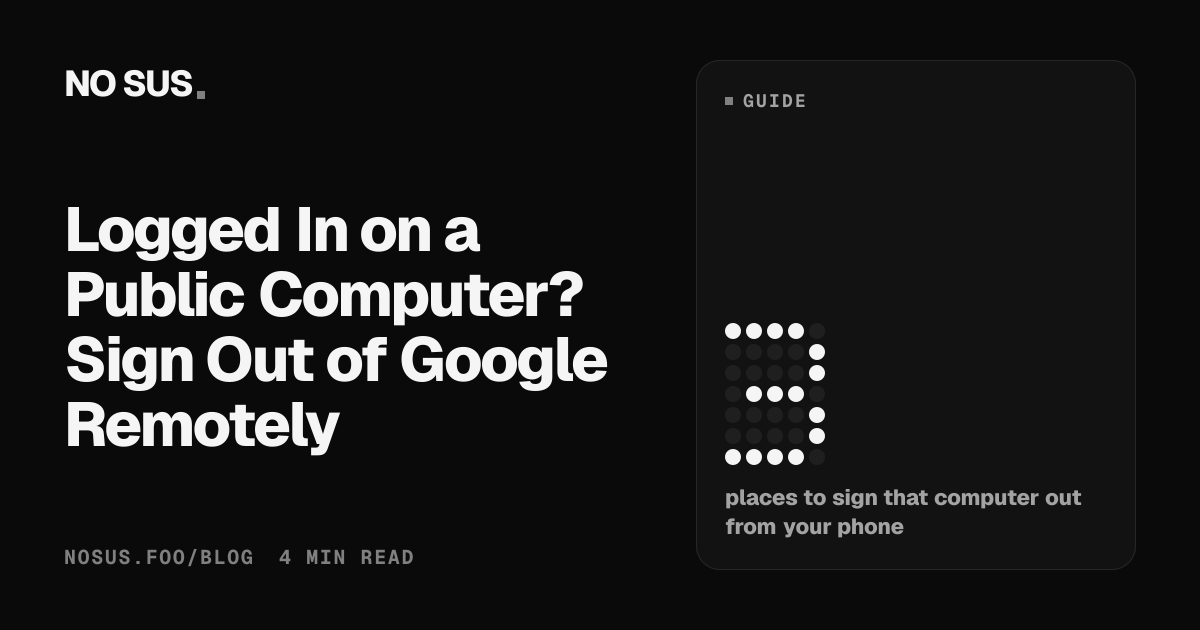 NO SUS.
Logged In on a
Public Computer?
Sign Out of Google
Remotely
NOSUS.FOO/BLOG 4 MIN READ
GUIDE
3
places to sign that computer out
from your phone